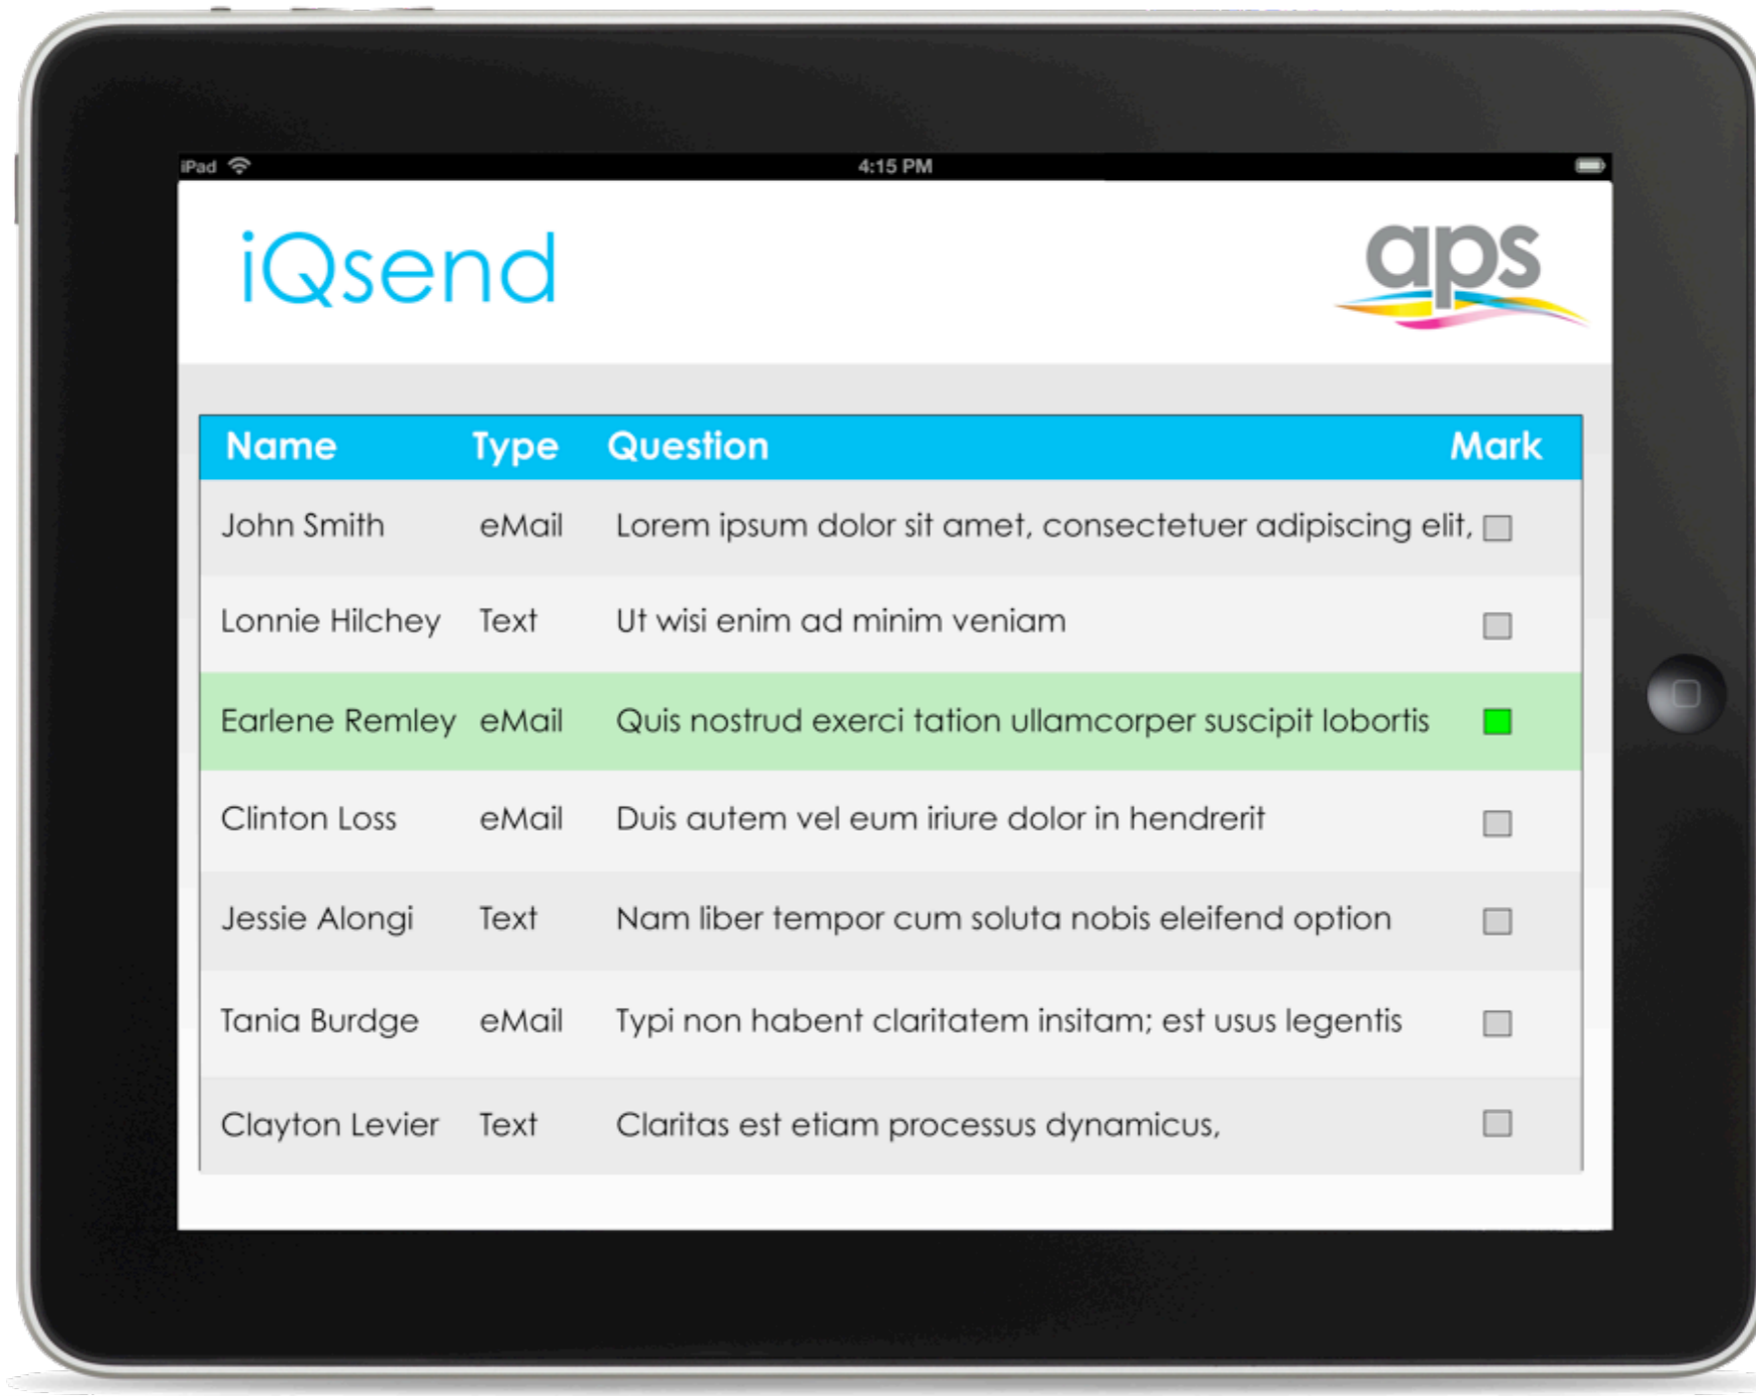 iPad 4:15 PM
iQsend aps
Name Type Question Mark
John Smith eMail Lorem ipsum dolor sit amet, consectetuer adipiscing elit,
Lonnie Hilchey Text Ut wisi enim ad minim veniam
Earlene Remley eMail Quis nostrud exerci tation ullamcorper suscipit lobortis
Clinton Loss eMail Duis autem vel eum iriure dolor in hendrerit
Jessie Alongi Text Nam liber tempor cum soluta nobis eleifend option
Tania Burdge eMail Typi non habent claritatem insitam; est usus legentis
Clayton Levier Text Claritas est etiam processus dynamicus,